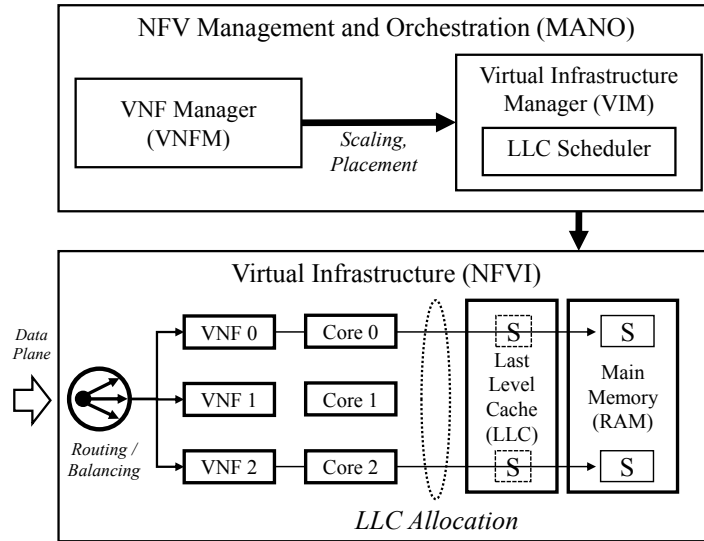 NFV Management and Orchestration (MANO)
VNF Manager
(VNFM)
Scaling,
Placement
Virtual Infrastructure
Manager (VIM)
LLC Scheduler
Virtual Infrastructure (NFVI)
Data
Plane
Routing /
Balancing
VNF 0
Core 0
VNF 1
Core 1
VNF 2
Core 2
S
Last
Level
Cache
(LLC)
S
S
Main
Memory
(RAM)
S
LLC Allocation